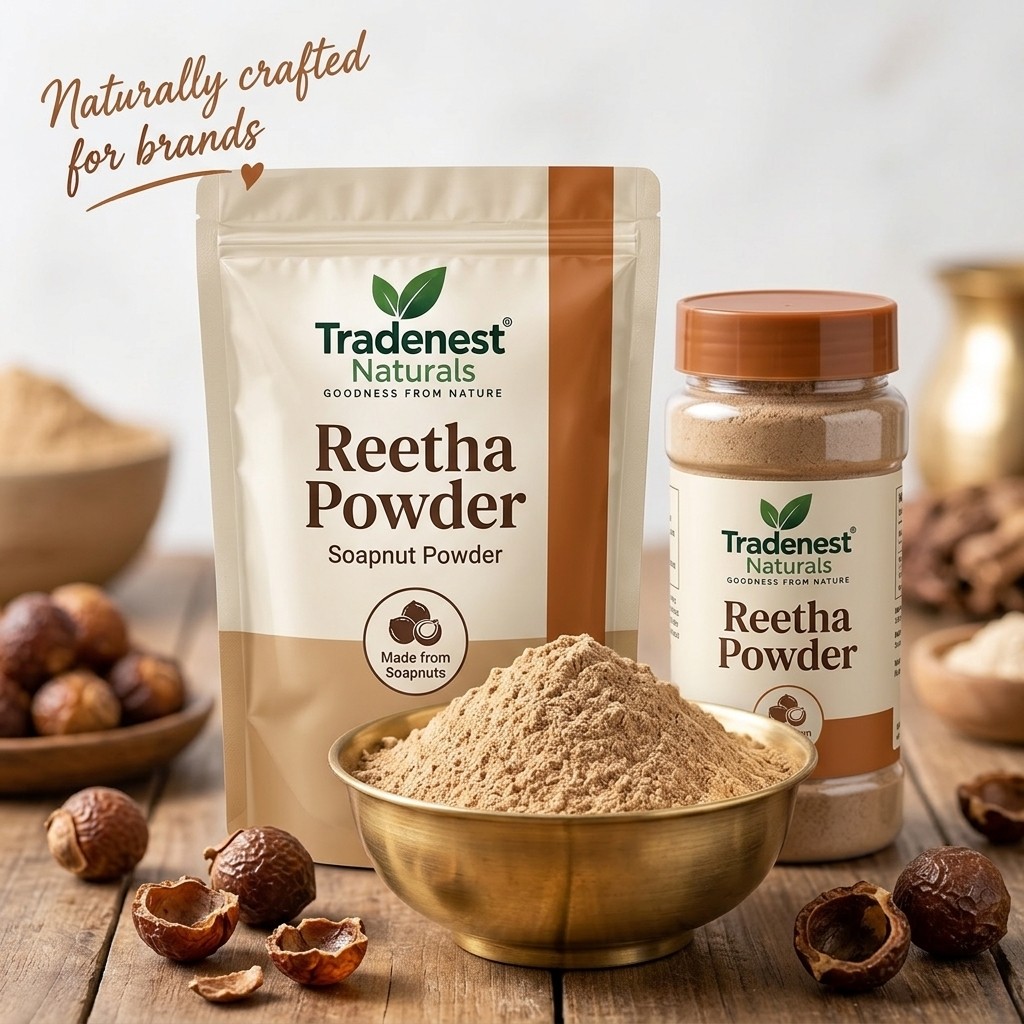 Naturally crafted
for brands
Tradenest®
Naturals
GOODNESS FROM NATURE
Reetha
Powder
Soapnut Powder
Made from
Soapnuts
Tradenest®
Naturals
GOODNESS FROM NATURE
Reetha
Powder